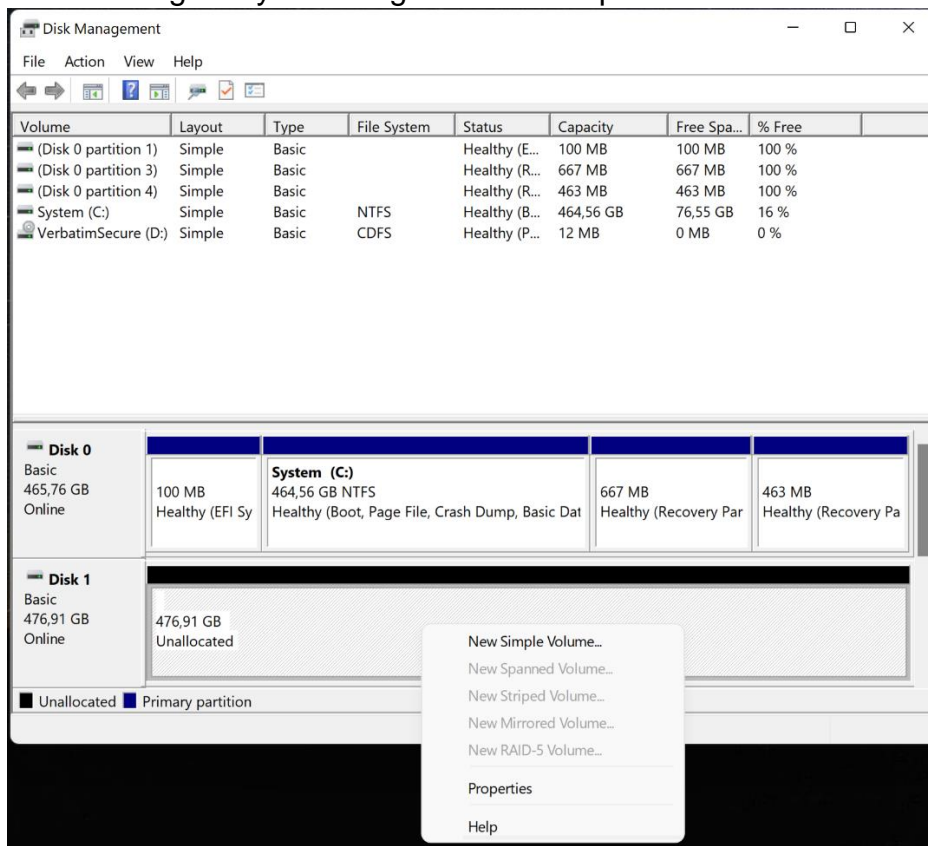 Disk Management
File Action View Help
Volume Layout Type File System Status Capacity Free Spa... % Free
(Disk 0 partition 1) Simple Basic Healthy (E... 100 MB 100 MB 100 %
(Disk 0 partition 3) Simple Basic Healthy (R... 667 MB 667 MB 100 %
(Disk 0 partition 4) Simple Basic Healthy (R... 463 MB 463 MB 100 %
System (C:) Simple Basic NTFS Healthy (B... 464,56 GB 76,55 GB 16 %
VerbatimSecure (D:) Simple Basic CDFS Healthy (P... 12 MB 0 MB 0 %
Disk 0
Basic
465,76 GB
Online
100 MB
Healthy (EFI Sy
System (C:)
464,56 GB NTFS
Healthy (Boot, Page File, Crash Dump, Basic Dat
667 MB
Healthy (Recovery Par
463 MB
Healthy (Recovery Pa
Disk 1
Basic
476,91 GB
Online
476,91 GB
Unallocated
New Simple Volume...
New Spanned Volume...
New Striped Volume...
New Mirrored Volume...
New RAID-5 Volume...
Properties
Help
Unallocated Primary partition